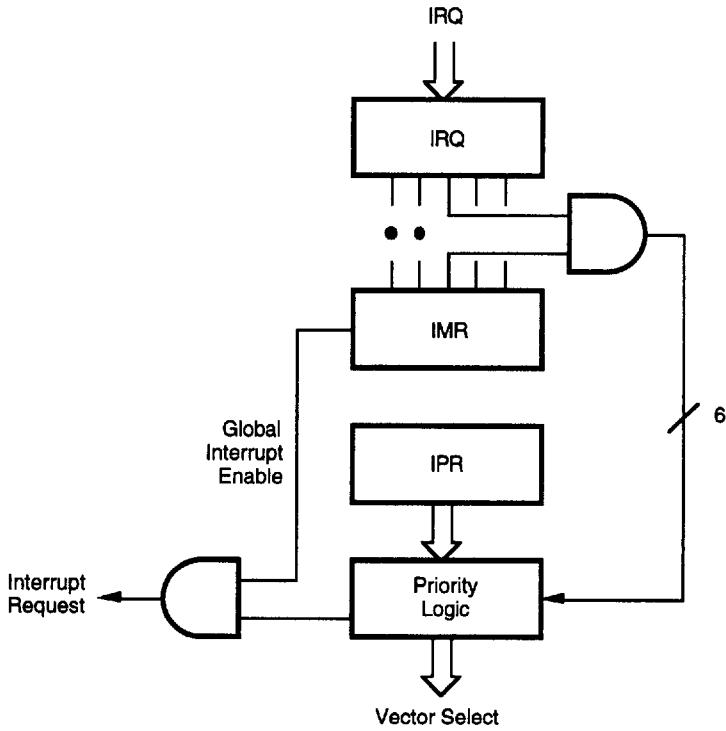 IRQ
IRQ
IMR
6
Global
Interrupt
Enable
IPR
Interrupt
Request
Priority
Logic
Vector Select